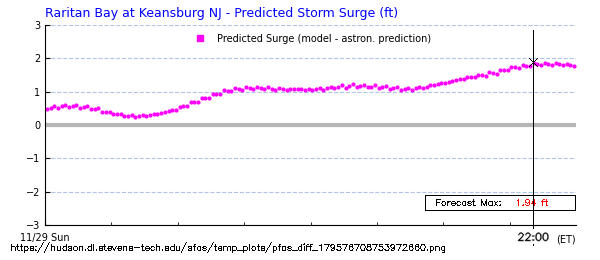 Raritan Bay at Keansburg NJ - Predicted Storm Surge (ft)
3
Predicted Surge (model - astron. prediction)
2
1
0
−1
−2
Forecast Max: 1.94 ft
−3
11/29 Sun 22:00 (ET)
https://hudson.dl.stevens-tech.edu/sfas/temp_plots/pfas_diff_1795767087539726​60.png